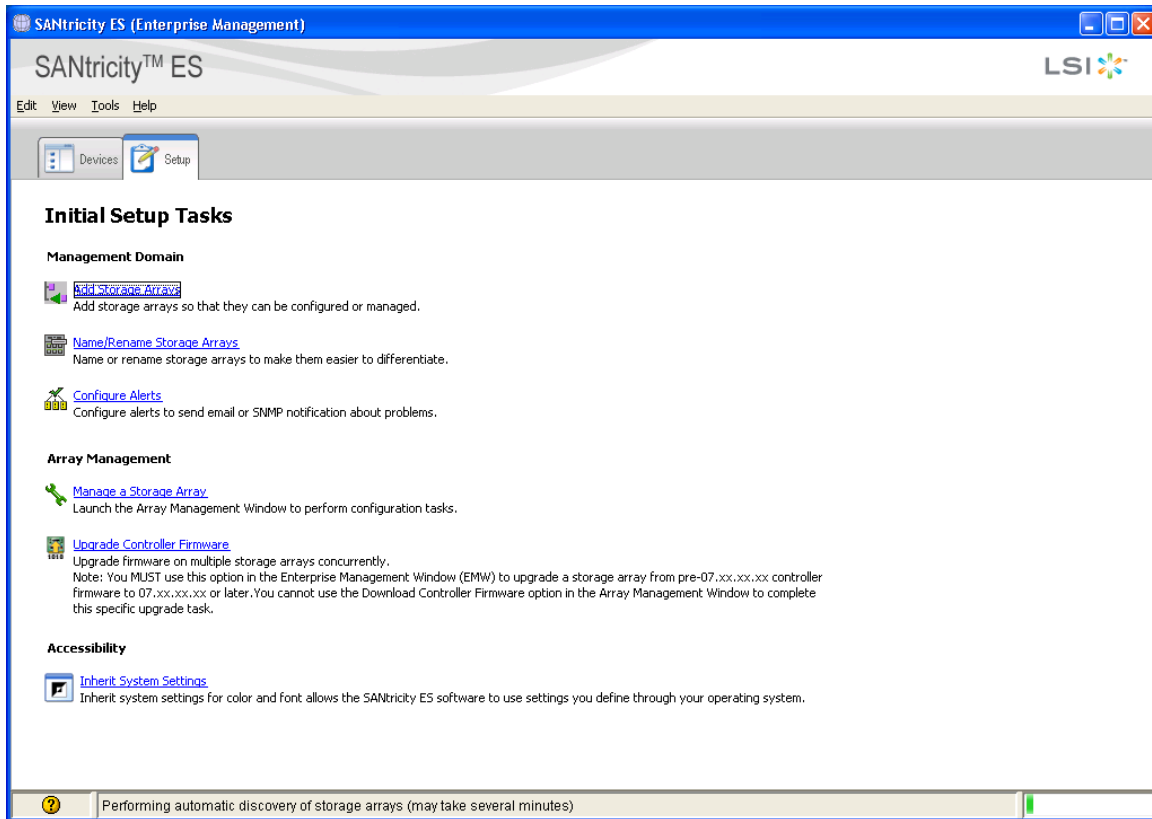 SANtricity ES (Enterprise Management)
SANtricity™ ES
LSI
Edit View Tools Help
Devices
Setup
Initial Setup Tasks
Management Domain
Add Storage Arrays
Add storage arrays so that they can be configured or managed.
Name/Rename Storage Arrays
Name or rename storage arrays to make them easier to differentiate.
Configure Alerts
Configure alerts to send email or SNMP notification about problems.
Array Management
Manage a Storage Array
Launch the Array Management Window to perform configuration tasks.
1010
Upgrade Controller Firmware
Upgrade firmware on multiple storage arrays concurrently.
Note: You MUST use this option in the Enterprise Management Window (EMW) to upgrade a storage array from pre-07.xx.xx.xx controller
firmware to 07.xx.xx.xx or later.You cannot use the Download Controller Firmware option in the Array Management Window to complete
this specific upgrade task.
Accessibility
Inherit System Settings
Inherit system settings for color and font allows the SANtricity ES software to use settings you define through your operating system.
? Performing automatic discovery of storage arrays (may take several minutes)